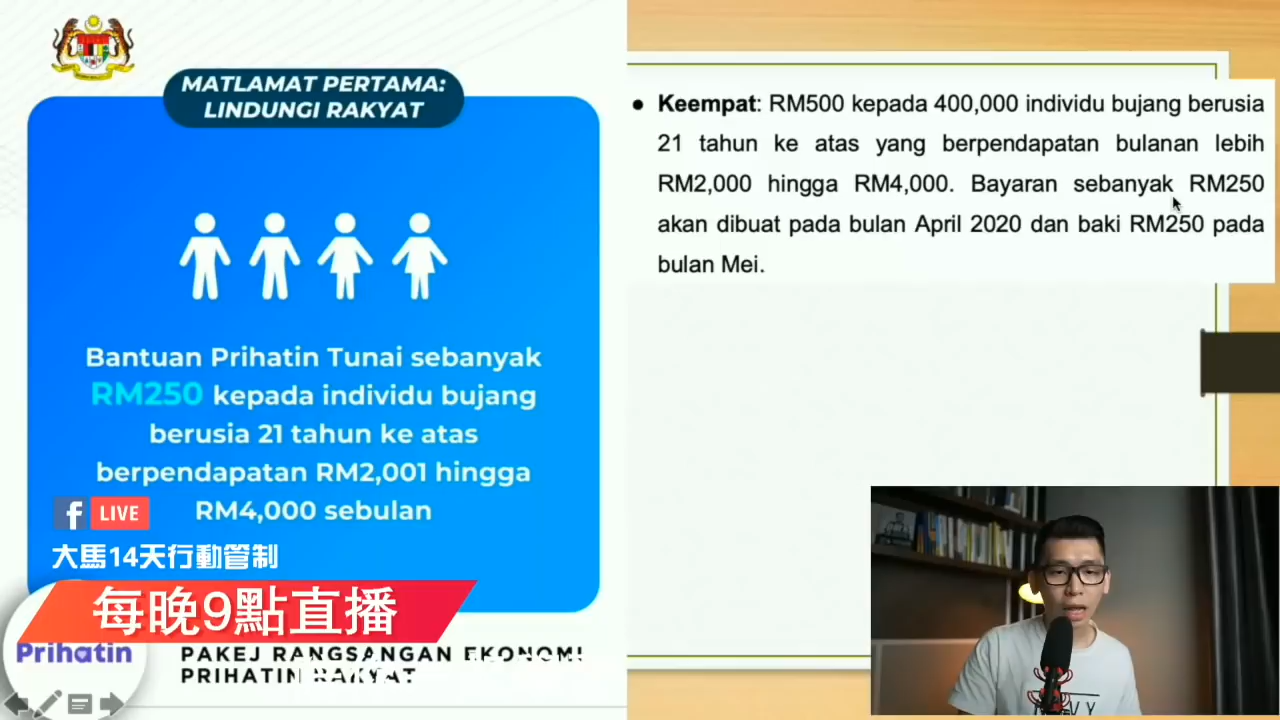 MATLAMAT PERTAMA:
LINDUNGI RAKYAT
Bantuan Prihatin Tunai sebanyak
RM250 kepada individu bujang
berusia 21 tahun ke atas
berpendapatan RM2,001 hingga
RM4,000 sebulan
f LIVE
大馬14天行動管制
每晚9點直播
Prihatin
PAKEJ RANGSANGAN EKONOMI
PRIHATIN RAKYAT
● Keempat: RM500 kepada 400,000 individu bujang berusia
21 tahun ke atas yang berpendapatan bulanan lebih
RM2,000 hingga RM4,000. Bayaran sebanyak RM250
akan dibuat pada bulan April 2020 dan baki RM250 pada
bulan Mei.